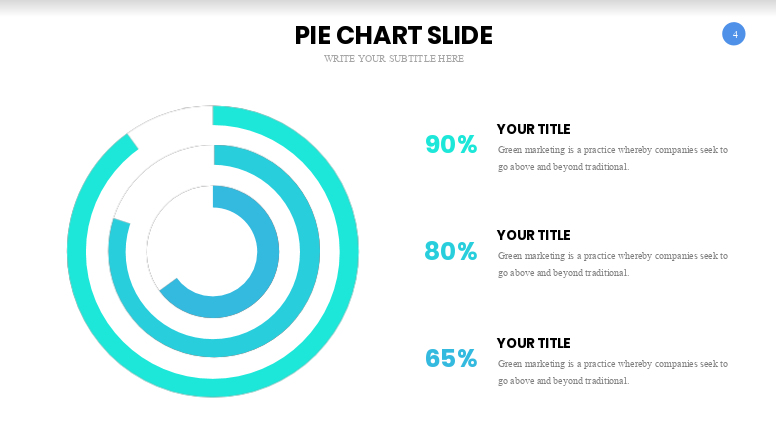 PIE CHART SLIDE
4
WRITE YOUR SUBTITLE HERE
90%
YOUR TITLE
Green marketing is a practice whereby companies seek to
go above and beyond traditional.
80%
YOUR TITLE
Green marketing is a practice whereby companies seek to
go above and beyond traditional.
65%
YOUR TITLE
Green marketing is a practice whereby companies seek to
go above and beyond traditional.